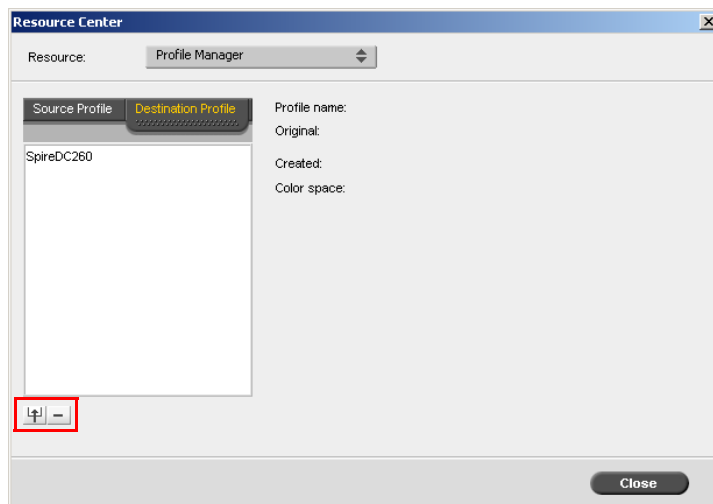 Resource Center
Resource: Profile Manager
Source Profile Destination Profile
SpireDC260
Profile name:
Original:
Created:
Color space:
Close